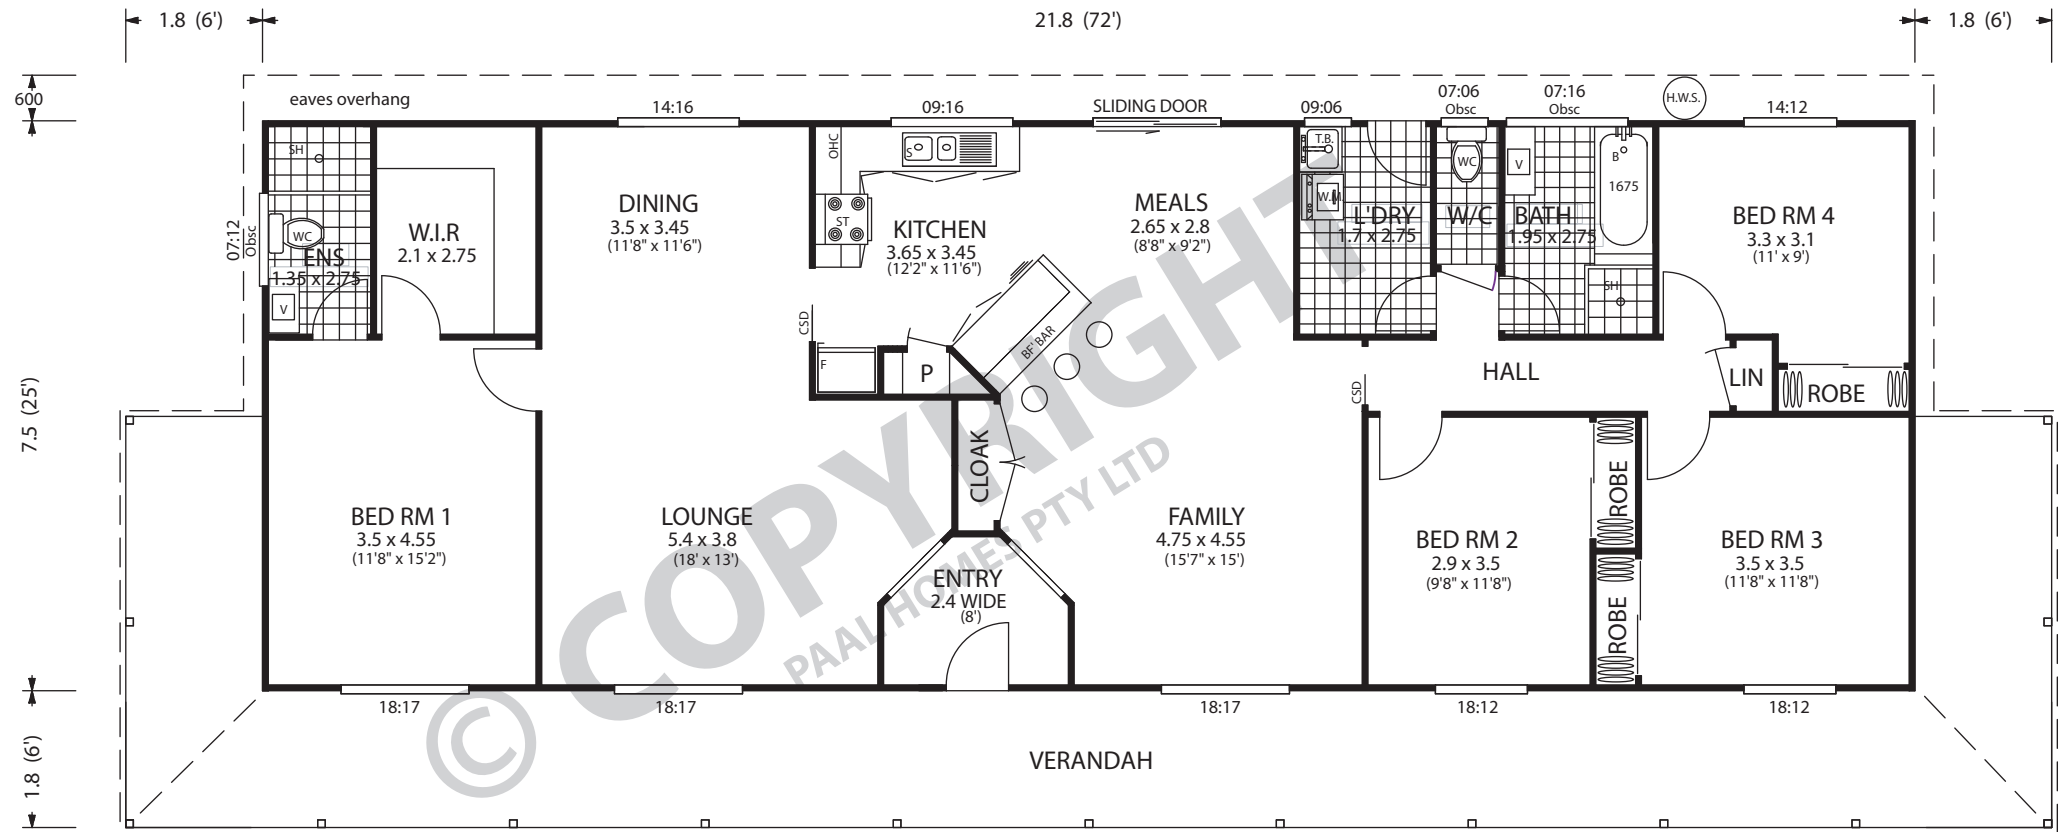 1.8 (6')
21.8 (72')
1.8 (6')
600
eaves overhang
14:16
09:16
SLIDING DOOR
09:06
07:06
Obsc
07:16
Obsc
H.W.S.
14:12
SH
WC
ENS
1.35 x 2.75
V
07:12
Obsc
W.I.R
2.1 x 2.75
DINING
3.5 x 3.45
(11'8" x 11'6")
OHC
S
ST
KITCHEN
3.65 x 3.45
(12'2" x 11'6")
MEALS
2.65 x 2.8
(8'8" x 9'2")
T.B.
W.M.
L'DRY
1.7 x 2.75
WC
W/C
V
BATH
1.95 x 2.75
B
1675
SH
BED RM 4
3.3 x 3.1
(11' x 9')
CSD
F
P
BF' BAR
CSD
HALL
LIN
ROBE
7.5 (25')
BED RM 1
3.5 x 4.55
(11'8" x 15'2")
LOUNGE
5.4 x 3.8
(18' x 13')
CLOAK
ENTRY
2.4 WIDE
(8')
FAMILY
4.75 x 4.55
(15'7" x 15')
BED RM 2
2.9 x 3.5
(9'8" x 11'8")
ROBE
ROBE
BED RM 3
3.5 x 3.5
(11'8" x 11'8")
18:17
18:17
18:17
18:12
18:12
1.8 (6')
VERANDAH
© COPYRIGHT
PAAL HOMES PTY LTD